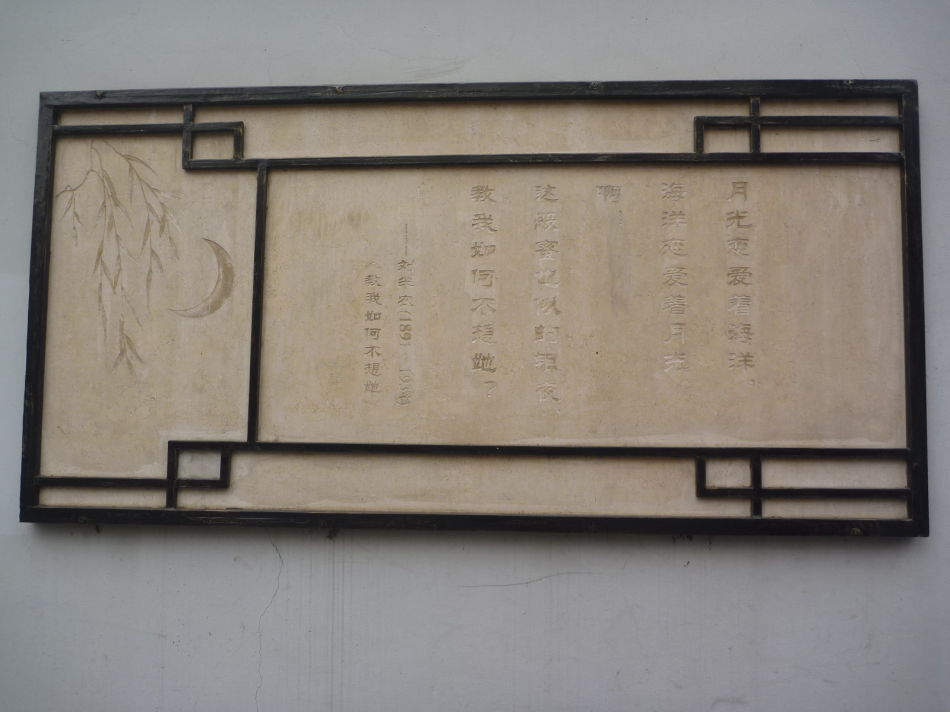 月光恋爱着海洋,
海洋恋爱着月光,
啊
这般蜜也似的银夜,
教我如何不想她?
——刘半农(1891—1934)
《教我如何不想她》